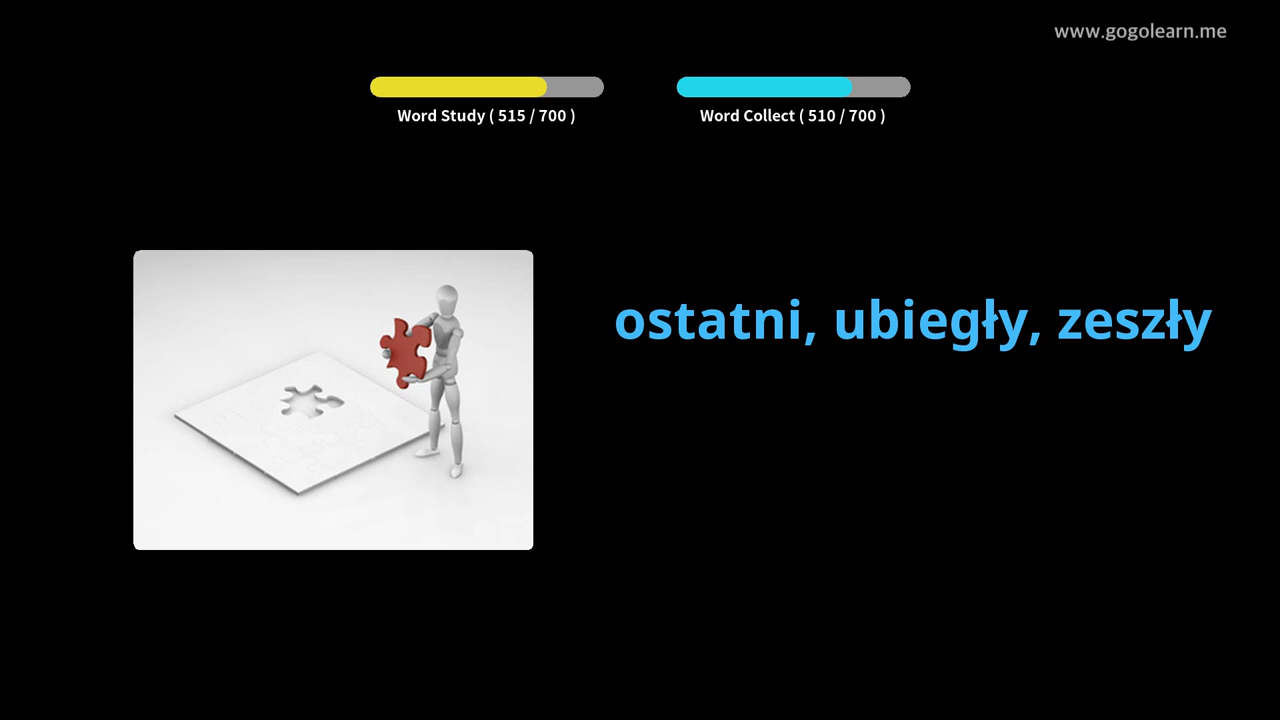 www.gogolearn.me
Word Study ( 515 / 700 )
Word Collect ( 510 / 700 )
ostatni, ubiegły, zeszły